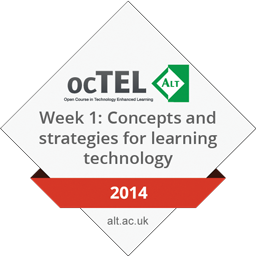 ocTEL ALT
Open Course in Technology Enhanced Learning
Week 1: Concepts and
strategies for learning
technology
2014
alt.ac.uk